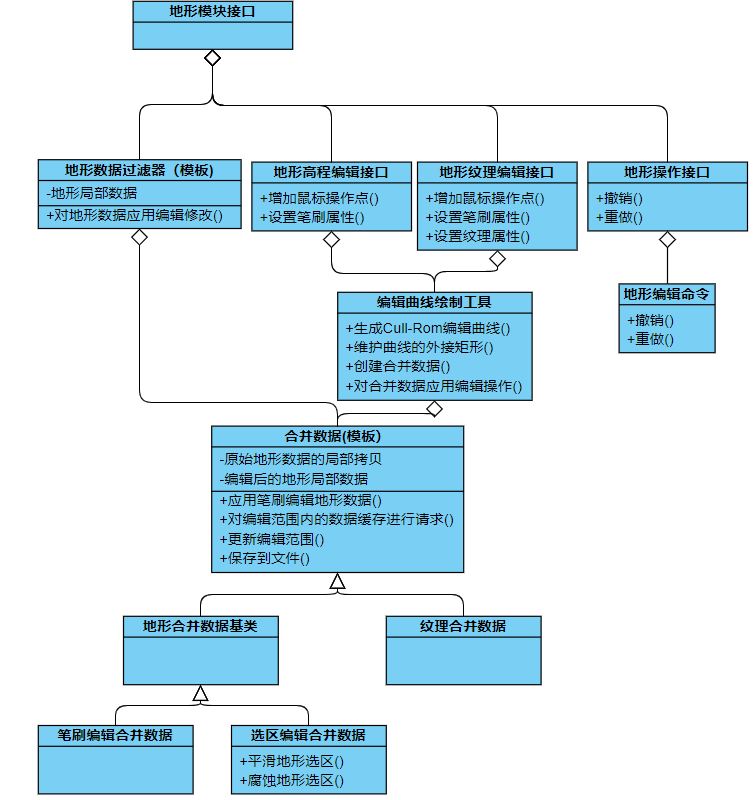 地形模块接口
地形数据过滤器（模板)
-地形局部数据
+对地形数据应用编辑修改()
地形高程编辑接口
+增加鼠标操作点()
+设置笔刷属性()
地形纹理编辑接口
+增加鼠标操作点()
+设置笔刷属性()
+设置纹理属性()
地形操作接口
+撤销()
+重做()
地形编辑命令
+撤销()
+重做()
编辑曲线绘制工具
+生成Cull-Rom编辑曲线()
+维护曲线的外接矩形()
+创建合并数据()
+对合并数据应用编辑操作()
合并数据(模板）
-原始地形数据的局部拷贝
-编辑后的地形局部数据
+应用笔刷编辑地形数据()
+对编辑范围内的数据缓存进行请求()
+更新编辑范围()
+保存到文件()
地形合并数据基类
纹理合并数据
笔刷编辑合并数据
选区编辑合并数据
+平滑地形选区()
+腐蚀地形选区()